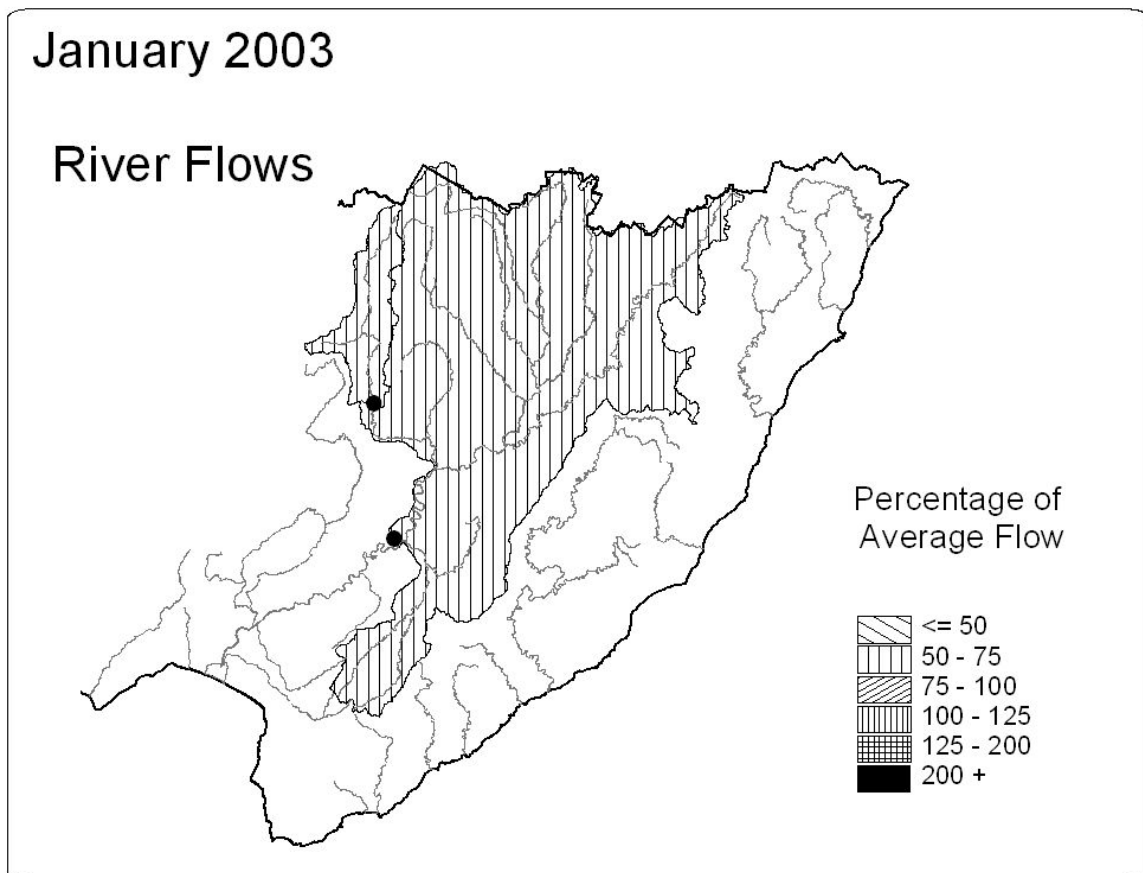 January 2003
River Flows
Percentage of
Average Flow
<= 50
50 - 75
75 - 100
100 - 125
125 - 200
200 +